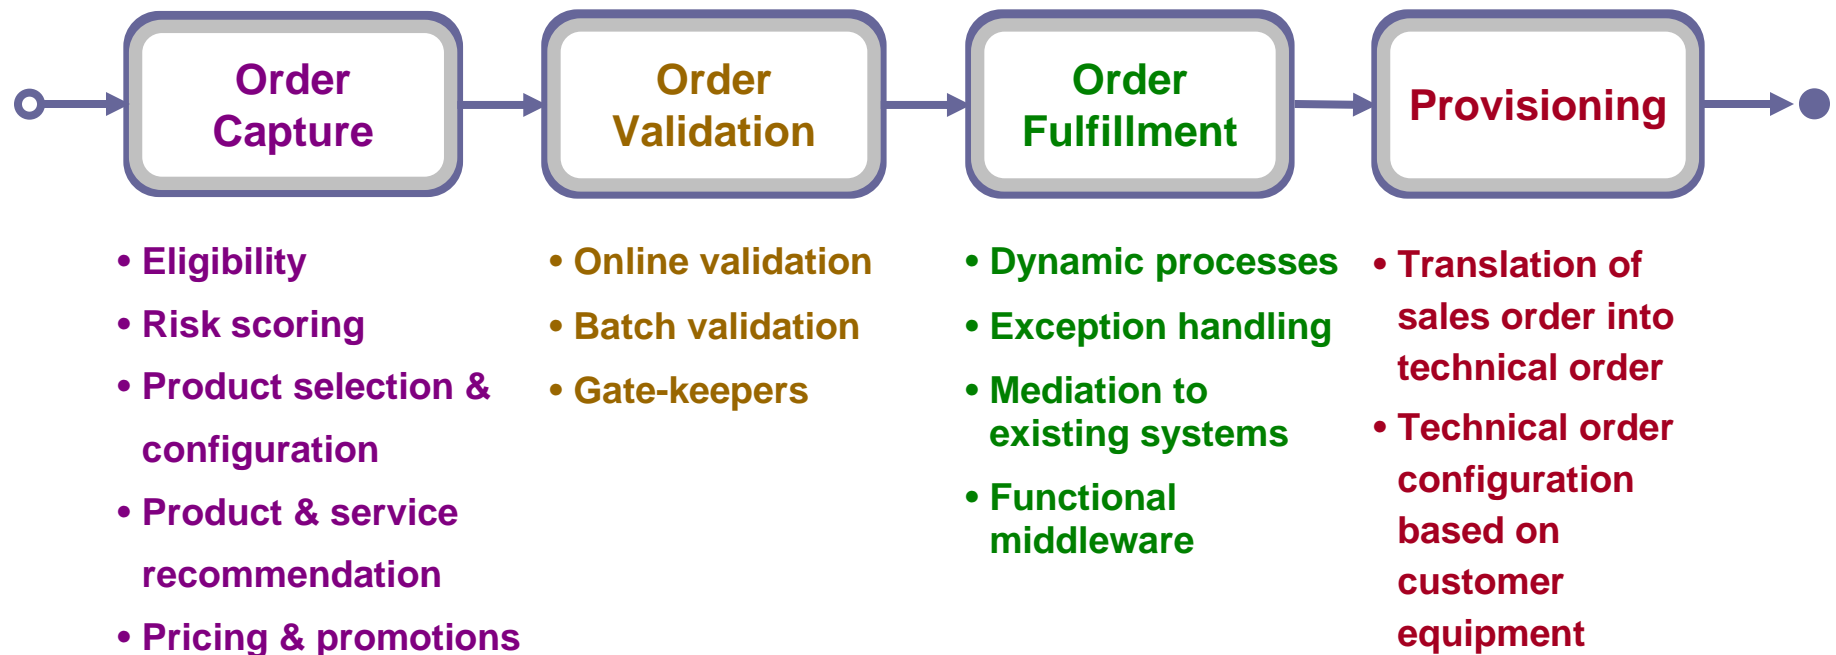 Order
Capture
Order
Validation
Order
Fulfillment
Provisioning
• Eligibility
• Risk scoring
• Product selection &
configuration
• Product & service
recommendation
• Pricing & promotions
• Online validation
• Batch validation
• Gate-keepers
• Dynamic processes
• Exception handling
• Mediation to
existing systems
• Functional
middleware
• Translation of
sales order into
technical order
• Technical order
configuration
based on
customer
equipment